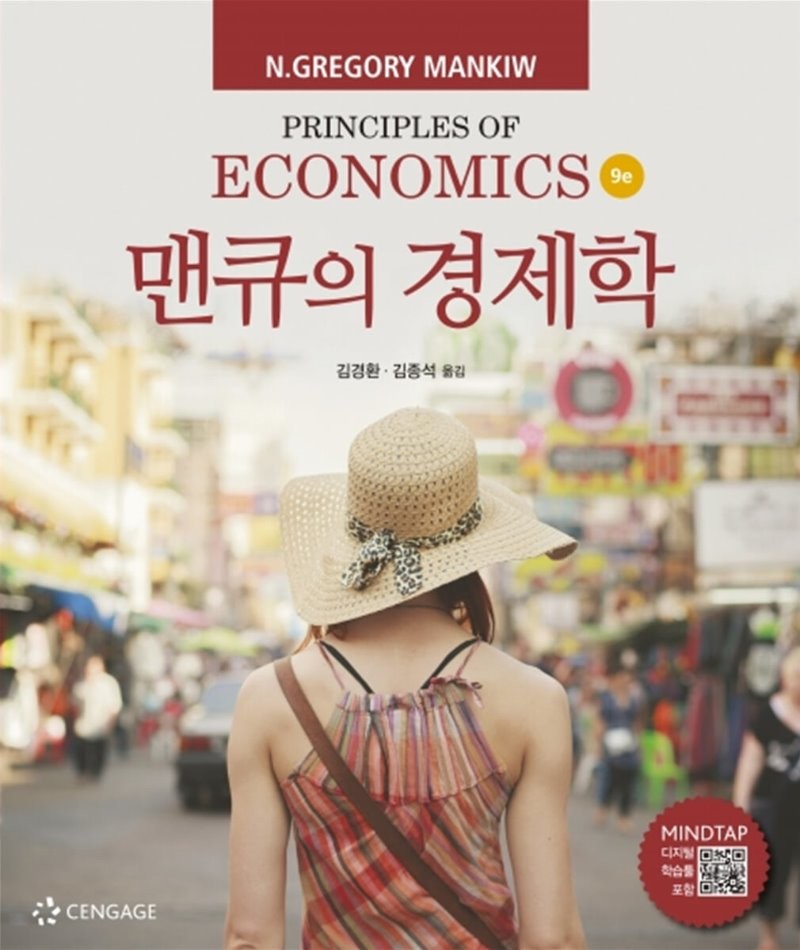 N.GREGORY MANKIW
PRINCIPLES OF
ECONOMICS 9e
맨큐의 경제학
김경환 · 김종석 옮김
MINDTAP
디지털
학습툴
포함
CENGAGE